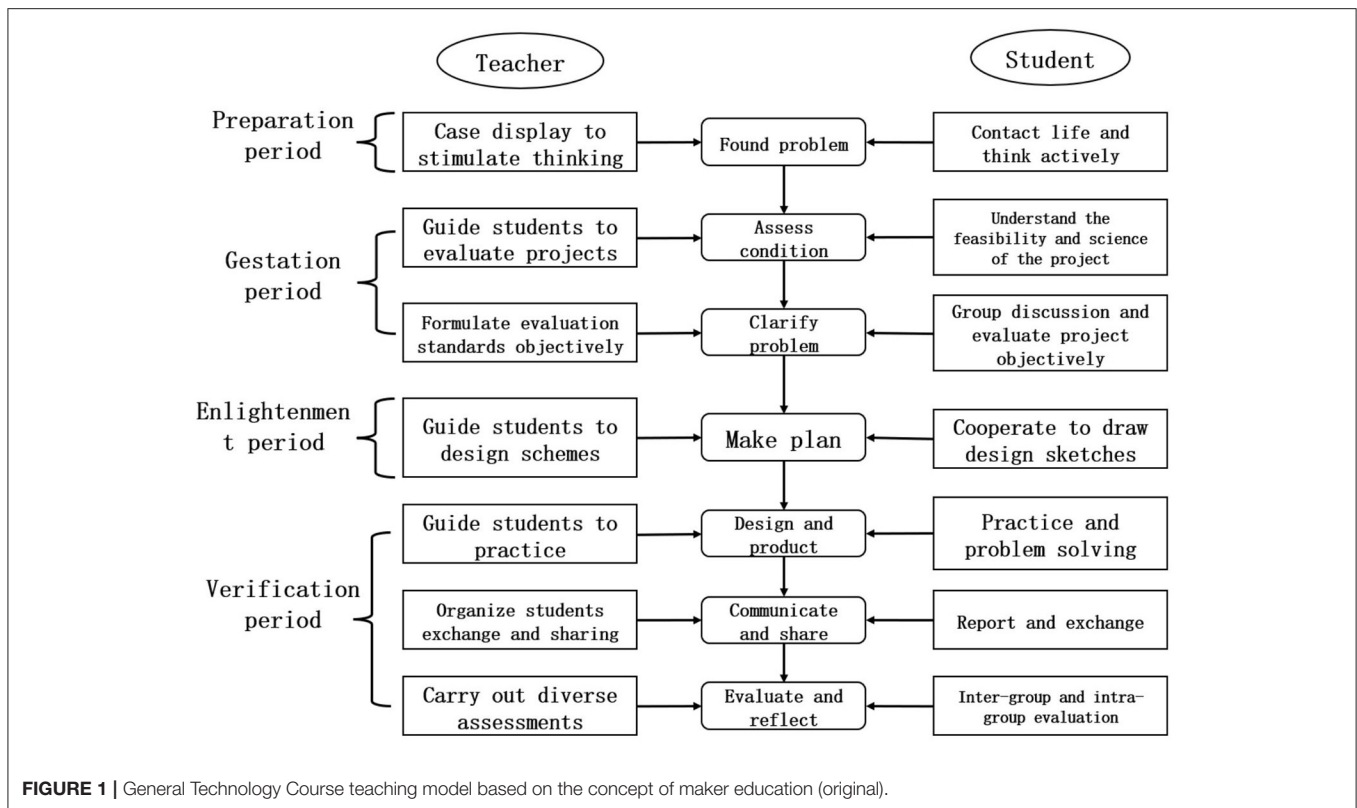 Teacher
Student
Preparation
period
Case display to
stimulate thinking
Found problem
Contact life and
think actively
Gestation
period
Guide students to
evaluate projects
Assess
condition
Understand the
feasibility and science
of the project
Formulate evaluation
standards objectively
Clarify
problem
Group discussion and
evaluate project
objectively
Enlightenmen
t period
Guide students to
design schemes
Make plan
Cooperate to draw
design sketches
Verification
period
Guide students to
practice
Design and
product
Practice and
problem solving
Organize students
exchange and sharing
Communicate
and share
Report and exchange
Carry out diverse
assessments
Evaluate and
reflect
Inter-group and intra-
group evaluation
FIGURE 1 | General Technology Course teaching model based on the concept of maker education (original).